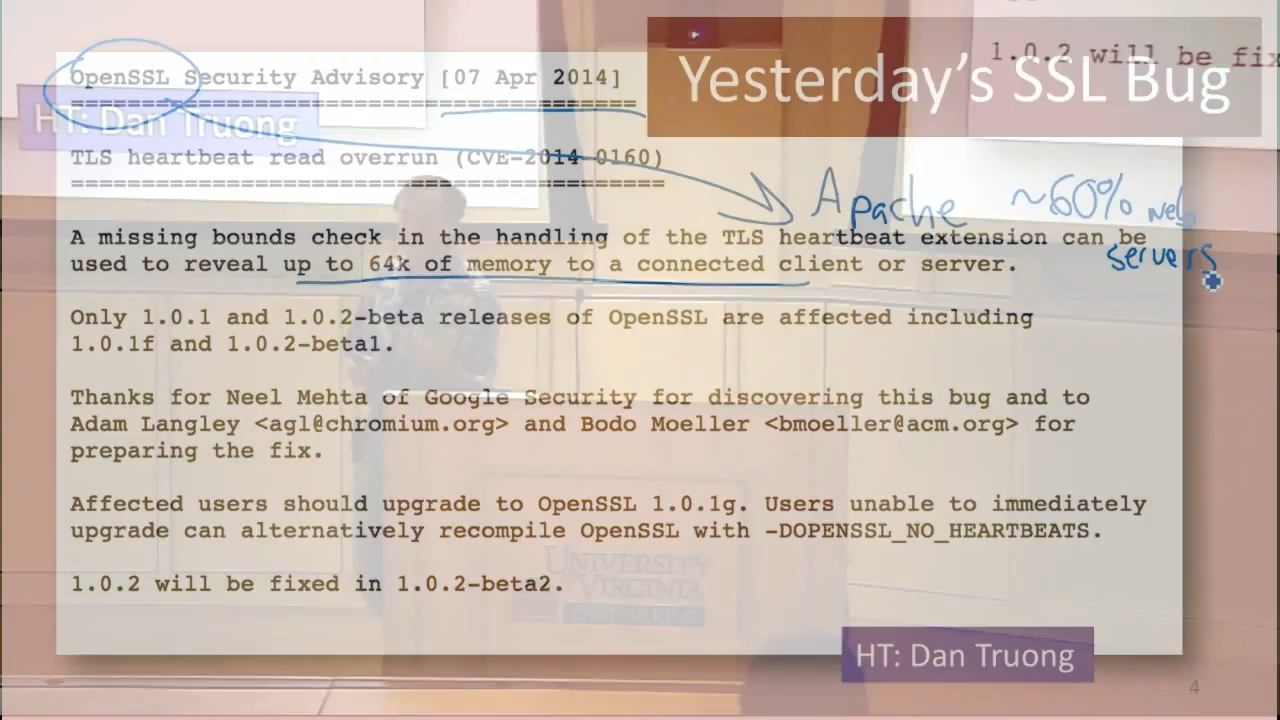 1.0.2 will be fix
Yesterday's SSL Bug
OpenSSL Security Advisory [07 Apr 2014]
========================================
HT: Dan Truong
TLS heartbeat read overrun (CVE-2014-0160)
==========================================
Apache ~60% web
servers
A missing bounds check in the handling of the TLS heartbeat extension can be
used to reveal up to 64k of memory to a connected client or server.
Only 1.0.1 and 1.0.2-beta releases of OpenSSL are affected including
1.0.1f and 1.0.2-beta1.
Thanks for Neel Mehta of Google Security for discovering this bug and to
Adam Langley <agl@chromium.org> and Bodo Moeller <bmoeller@acm.org> for
preparing the fix.
Affected users should upgrade to OpenSSL 1.0.1g. Users unable to immediately
upgrade can alternatively recompile OpenSSL with -DOPENSSL_NO_HEARTBEATS.
1.0.2 will be fixed in 1.0.2-beta2.
UNIVERSITY
VIRGINIA
HT: Dan Truong
4